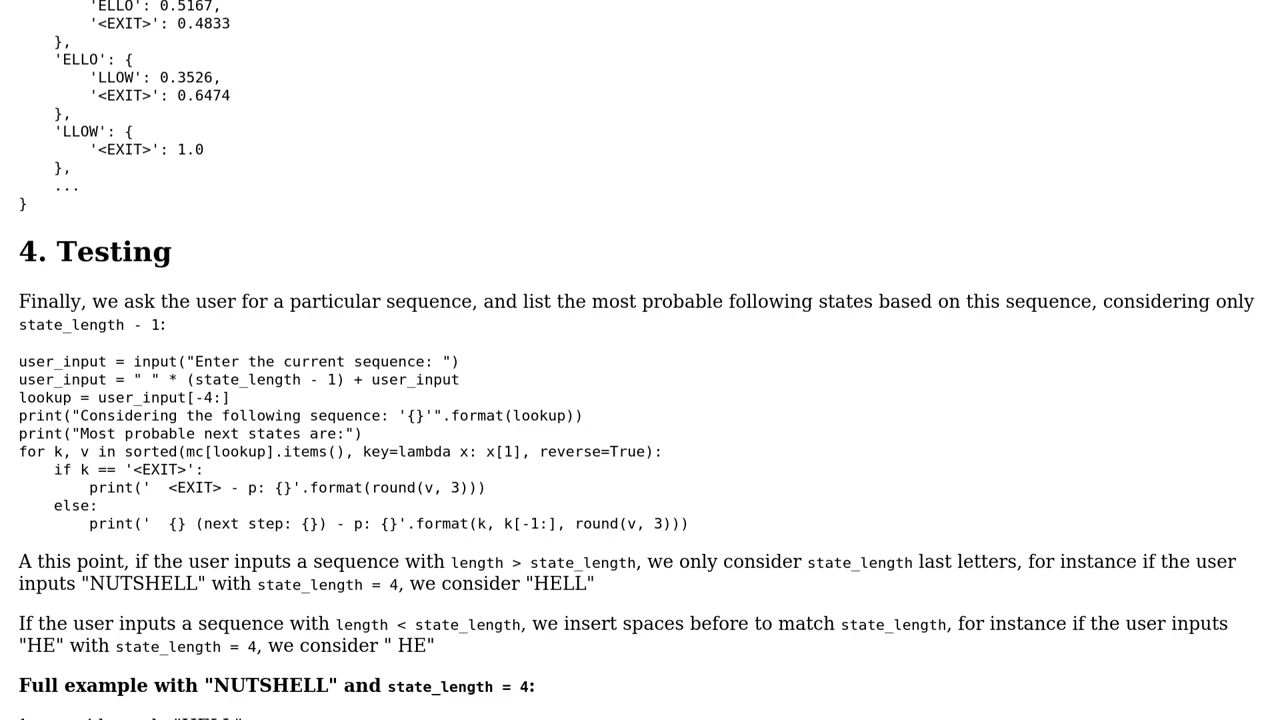 'ELLO': 0.5167,
        '<EXIT>': 0.4833
    },
    'ELLO': {
        'LLOW': 0.3526,
        '<EXIT>': 0.6474
    },
    'LLOW': {
        '<EXIT>': 1.0
    },
    ...
}
4. Testing
Finally, we ask the user for a particular sequence, and list the most probable following states based on this sequence, considering only
state_length - 1:
user_input = input("Enter the current sequence: ")
user_input = " " * (state_length - 1) + user_input
lookup = user_input[-4:]
print("Considering the following sequence: '{}'".format(lookup))
print("Most probable next states are:")
for k, v in sorted(mc[lookup].items(), key=lambda x: x[1], reverse=True):
    if k == '<EXIT>':
        print('  <EXIT> - p: {}'.format(round(v, 3)))
    else:
        print('  {} (next step: {}) - p: {}'.format(k, k[-1:], round(v, 3)))
A this point, if the user inputs a sequence with length > state_length, we only consider state_length last letters, for instance if the user
inputs "NUTSHELL" with state_length = 4, we consider "HELL"
If the user inputs a sequence with length < state_length, we insert spaces before to match state_length, for instance if the user inputs
"HE" with state_length = 4, we consider " HE"
Full example with "NUTSHELL" and state_length = 4: